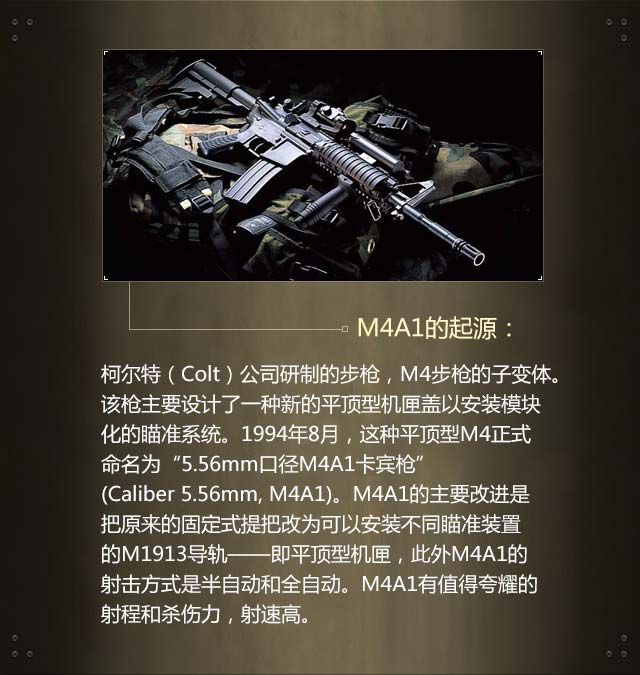 M4A1的起源：
柯尔特（Colt）公司研制的步枪，M4步枪的子变体。
该枪主要设计了一种新的平顶型机匣盖以安装模块
化的瞄准系统。1994年8月，这种平顶型M4正式
命名为“5.56mm口径M4A1卡宾枪”
(Caliber 5.56mm, M4A1)。M4A1的主要改进是
把原来的固定式提把改为可以安装不同瞄准装置
的M1913导轨——即平顶型机匣，此外M4A1的
射击方式是半自动和全自动。M4A1有值得夸耀的
射程和杀伤力，射速高。